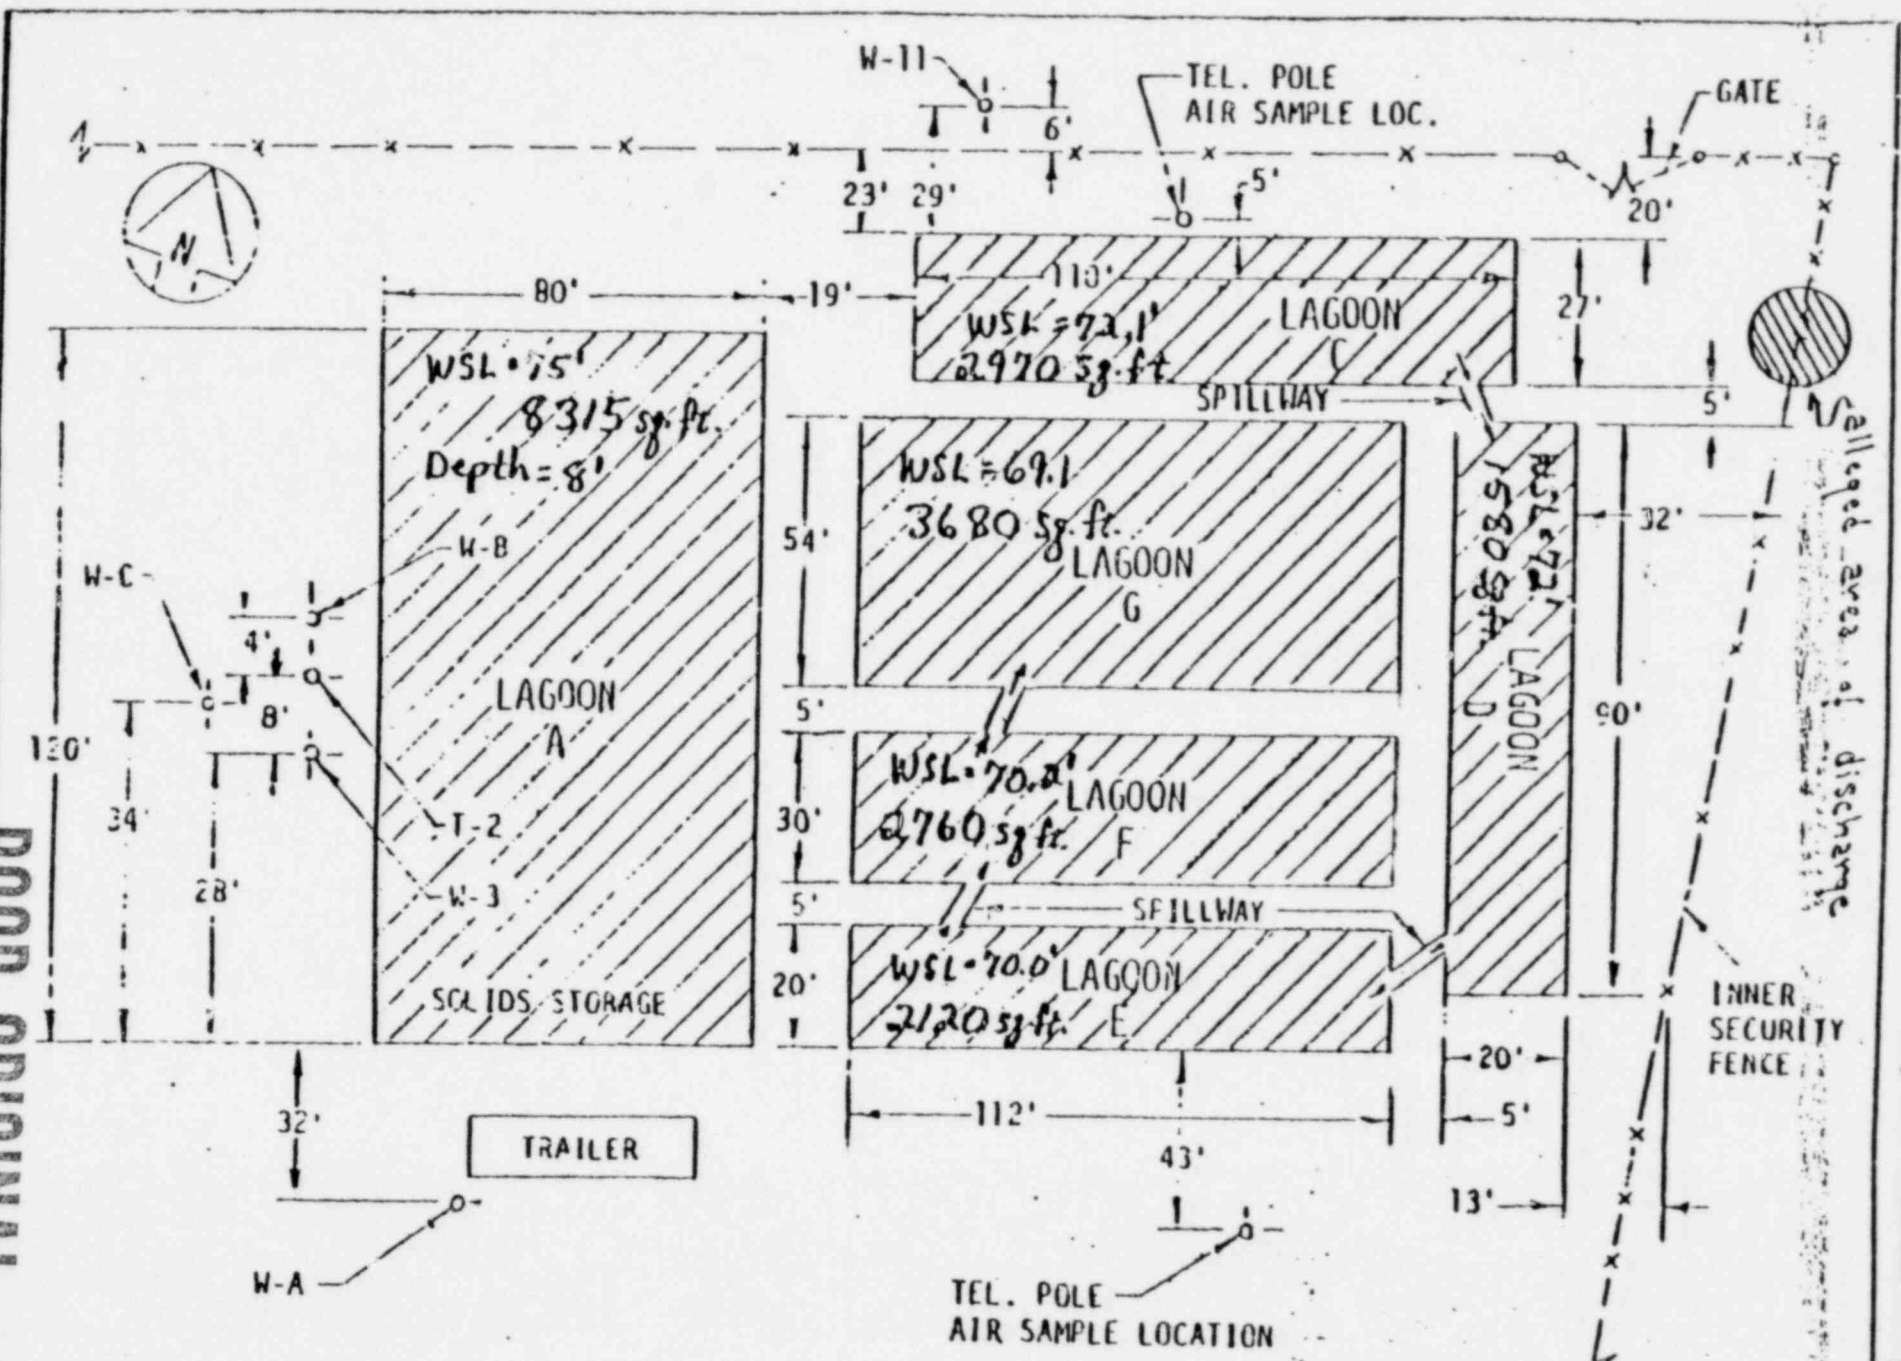 W-11
TEL. POLE
AIR SAMPLE LOC.
GATE
6'
23'
29'
5'
20'
N
80'
19'
110'
WSL = 72.1'
2970 sq.ft
LAGOON
C
27'
SPILLWAY
5'
WSL = 75'
8315 sq.ft.
Depth = 8'
WSL = 69.1
3680 sq.ft.
LAGOON
G
54'
WSL = 72'
1580 sq ft.
LAGOON
D
32'
90'
alleged area of discharge
W-C
W-B
4'
8'
LAGOON
A
5'
120'
34'
28'
T-2
W-3
30'
WSL = 70.2'
2760 sq ft.
LAGOON
F
5'
SPILLWAY
20'
WSL = 70.0'
2120 sq.ft.
LAGOON
E
SOLIDS STORAGE
INNER
SECURITY
FENCE
32'
TRAILER
112'
20'
5'
43'
13'
W-A
TEL. POLE
AIR SAMPLE LOCATION
POOR ORIGINAL